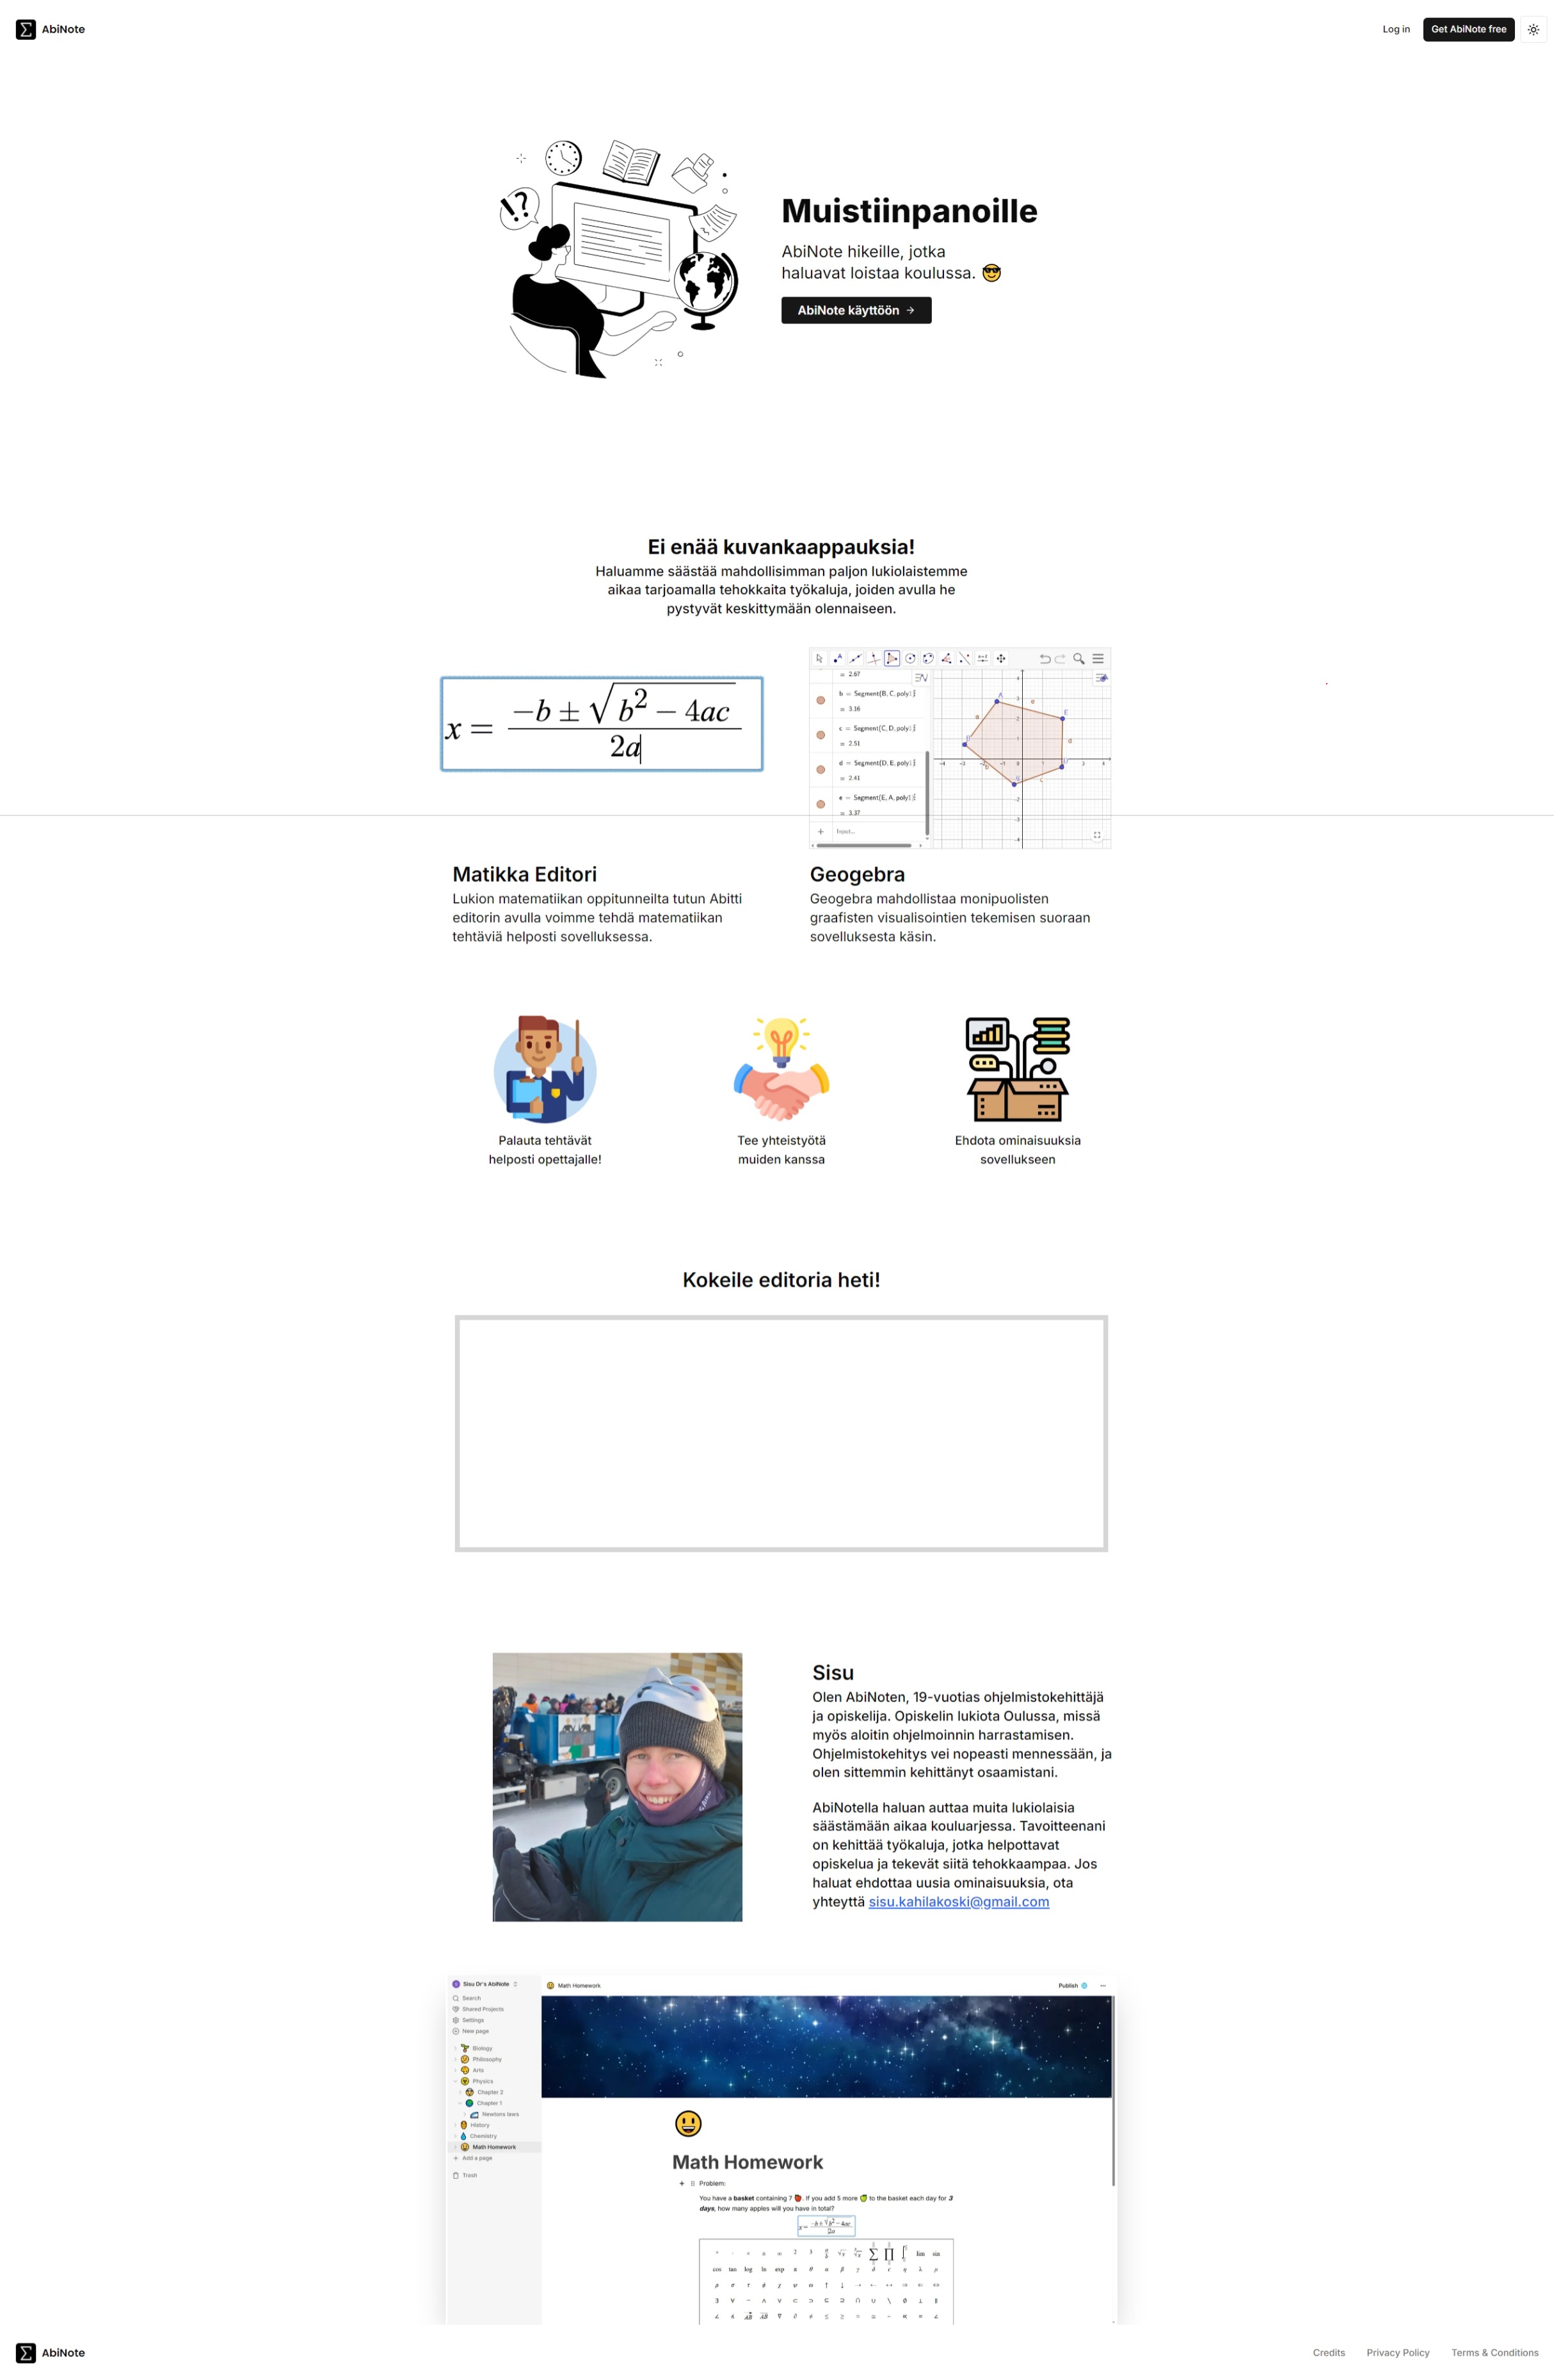 AbiNote
Log in
Get AbiNote free
!?
Muistiinpanoille
AbiNote hikeille, jotka
haluavat loistaa koulussa. 😎
AbiNote käyttöön →
Ei enää kuvankaappauksia!
Haluamme säästää mahdollisimman paljon lukiolaistemme
aikaa tarjoamalla tehokkaita työkaluja, joiden avulla he
pystyvät keskittymään olennaiseen.
x = (−b ± √(b² − 4ac)) / 2a
= 2.67
b = Segment(B, C, poly1)
= 3.16
c = Segment(C, D, poly1)
= 2.51
d = Segment(D, E, poly1)
= 2.41
e = Segment(E, A, poly1)
= 3.37
+ Input...
Matikka Editori
Lukion matematiikan oppitunneilta tutun Abitti
editorin avulla voimme tehdä matematiikan
tehtäviä helposti sovelluksessa.
Geogebra
Geogebra mahdollistaa monipuolisten
graafisten visualisointien tekemisen suoraan
sovelluksesta käsin.
Palauta tehtävät
helposti opettajalle!
Tee yhteistyötä
muiden kanssa
Ehdota ominaisuuksia
sovellukseen
Kokeile editoria heti!
Sisu
Olen AbiNoten, 19-vuotias ohjelmistokehittäjä
ja opiskelija. Opiskelin lukiota Oulussa, missä
myös aloitin ohjelmoinnin harrastamisen.
Ohjelmistokehitys vei nopeasti mennessään, ja
olen sittemmin kehittänyt osaamistani.
AbiNotella haluan auttaa muita lukiolaisia
säästämään aikaa kouluarjessa. Tavoitteenani
on kehittää työkaluja, jotka helpottavat
opiskelua ja tekevät siitä tehokkaampaa. Jos
haluat ehdottaa uusia ominaisuuksia, ota
yhteyttä sisu.kahilakoski@gmail.com
Sisu Dr's AbiNote
Search
Shared Projects
Settings
New page
Biology
Philosophy
Arts
Physics
Chapter 2
Chapter 1
Newtons laws
History
Chemistry
Math Homework
Add a page
Trash
Math Homework
Publish
Math Homework
Problem:
You have a basket containing 7 🍎. If you add 5 more 🍏 to the basket each day for 3
days, how many apples will you have in total?
x = (−b ± √(b² − 4ac)) / 2a
lim sin
cos tan log ln exp π θ α β γ
AbiNote
Credits
Privacy Policy
Terms & Conditions